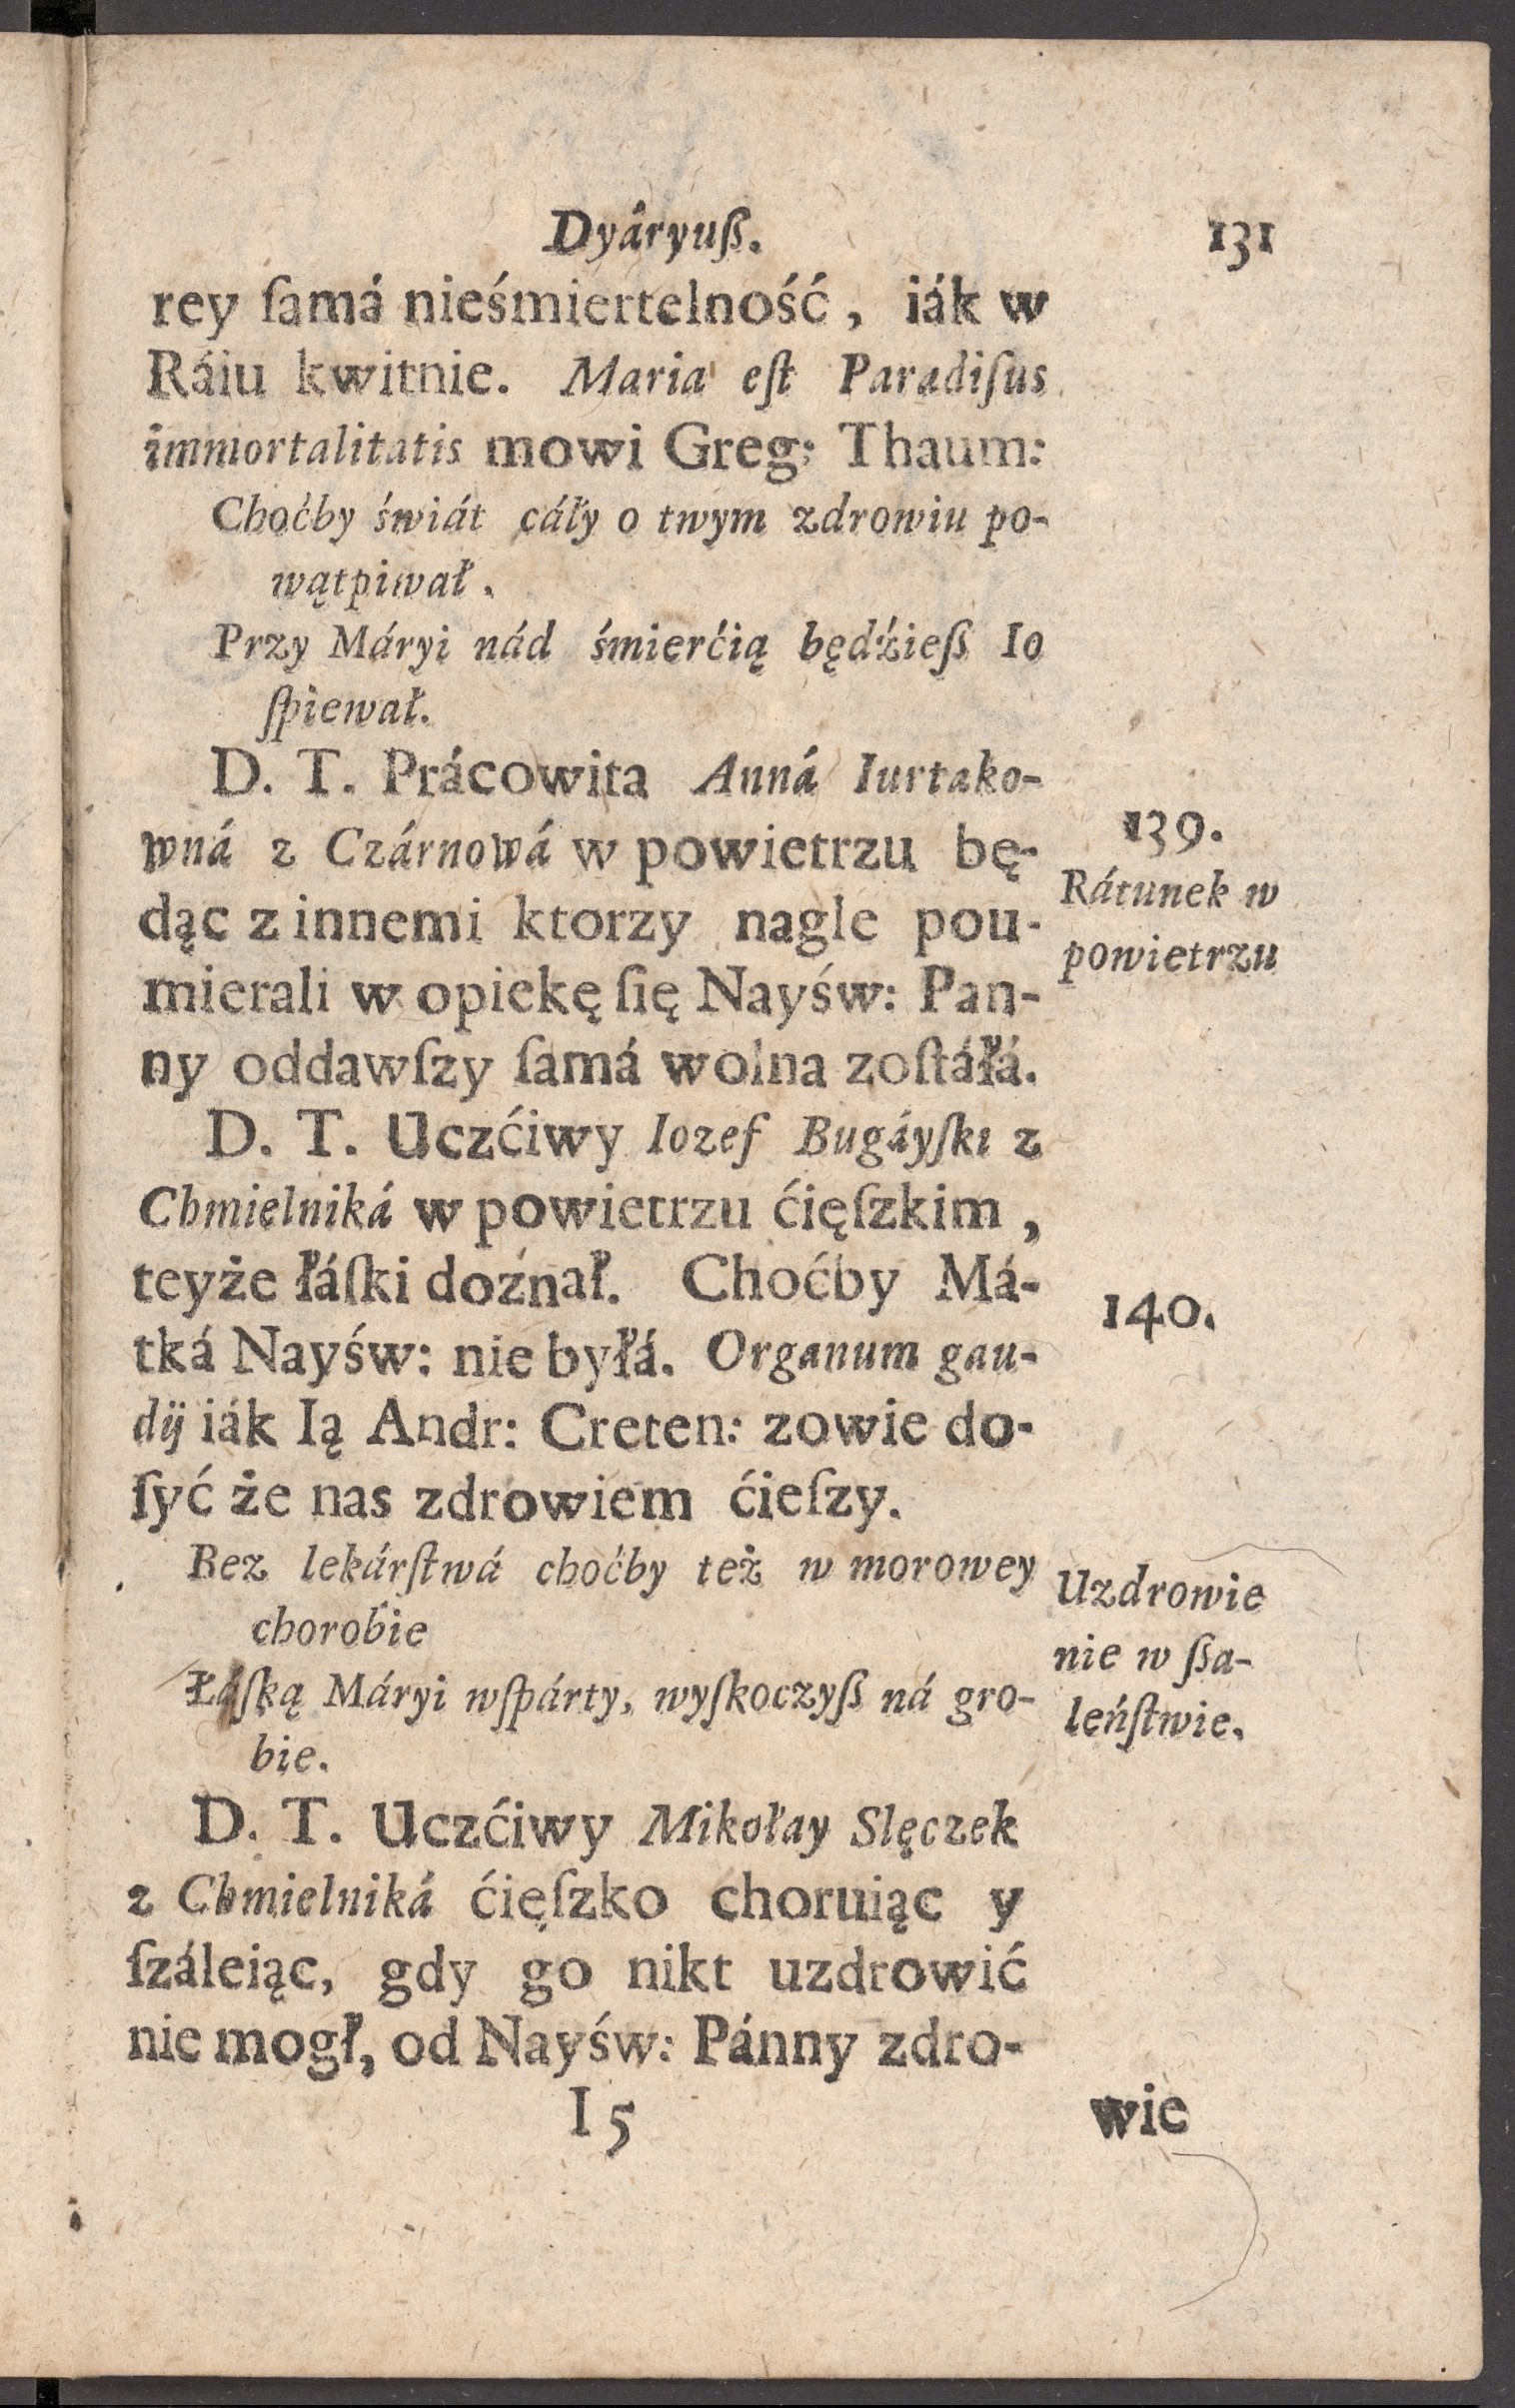 Dyáryuß.
131
rey ſamá nieśmiertelność, iák w
Ráiu kwitnie. Maria eſt Paradiſus
immortalitatis mowi Greg: Thaum:
Choćby świát cáły o twym zdrowiu po-
wątpiwał.
Przy Máryi nád śmierćią będźieß Io
ſpiewał.
D. T. Prácowita Anná Iurtako-
wná z Czárnowá w powietrzu bę-
dąc z innemi ktorzy nagle pou-
mierali w opiekę ſię Nayśw: Pan-
ny oddawſzy ſamá wolna zoſtáłá.
139.
Rátunek w
powietrzu
D. T. Uczćiwy Iozef Bugáyſki z
Chmielniká w powietrzu ćięſzkim,
teyże łáſki doźnał. Choćby Má-
tká Nayśw: nie byłá. Organum gau-
dij iák Ią Andr: Creten: zowie do-
ſyć że nas zdrowiem ćieſzy.
140.
Bez lekárſtwá choćby też w morowey
chorobie
Łáſką Máryi wſpárty, wyſkoczyß ná gro-
bie.
Uzdrowie
nie w ßa-
leńſtwie.
D. T. Uczćiwy Mikołay Slęczek
z Chmielniká ćięſzko choruiąc y
ſzáleiąc, gdy go nikt uzdrowić
nie mogł, od Nayśw: Pánny zdro-
I 5
wie